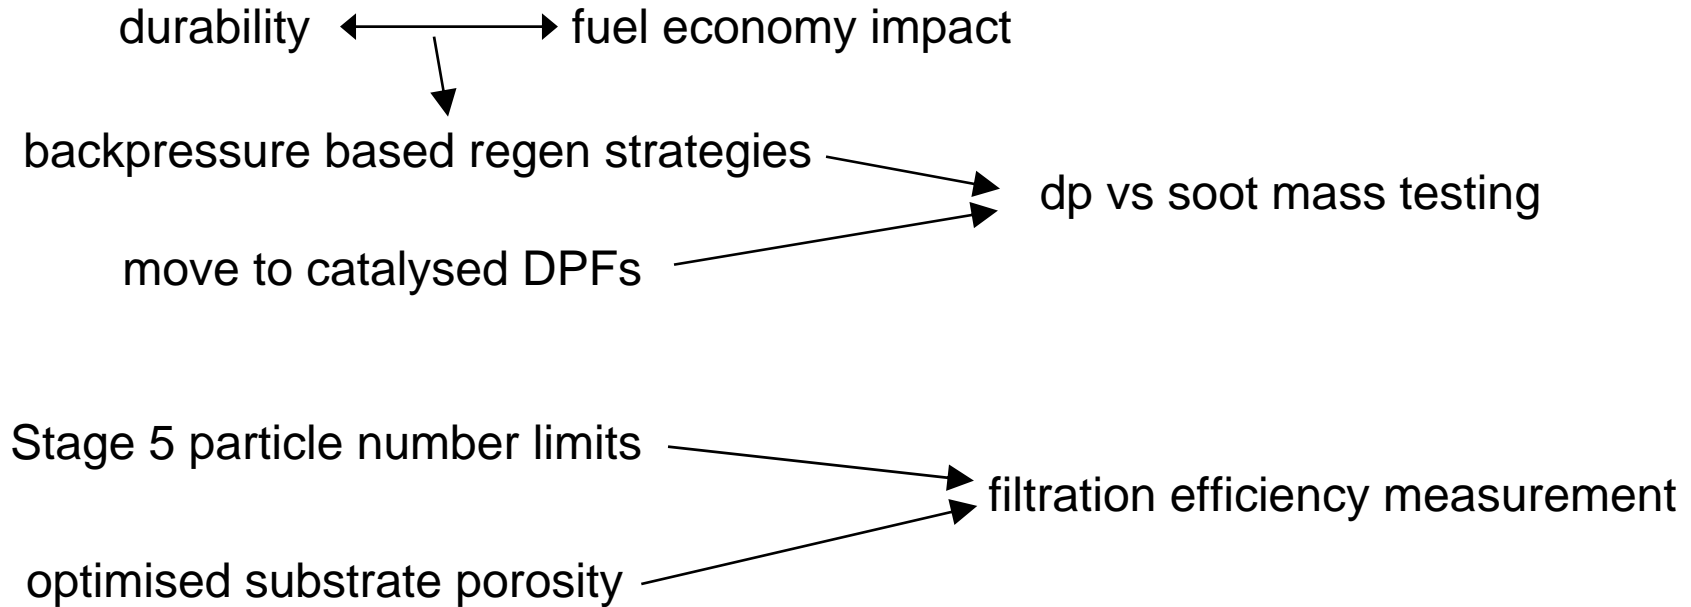 durability
fuel economy impact
backpressure based regen strategies
dp vs soot mass testing
move to catalysed DPFs
Stage 5 particle number limits
filtration efficiency measurement
optimised substrate porosity